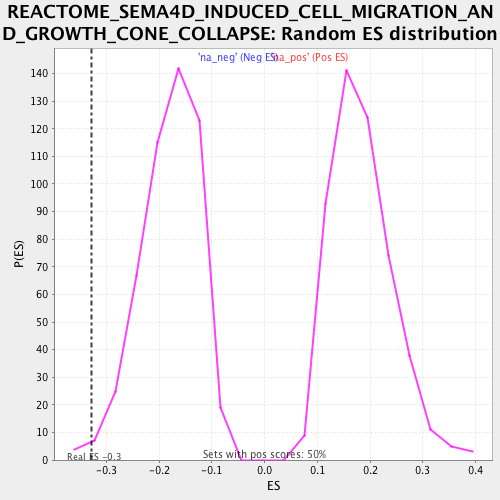 REACTOME_SEMA4D_INDUCED_CELL_MIGRATION_AN
D_GROWTH_CONE_COLLAPSE: Random ES distribution
'na_neg' (Neg ES)
'na_pos' (Pos ES)
140
130
120
110
100
90
80
70
60
50
40
30
20
10
0
P(ES)
Real ES -0.3
Sets with pos scores: 50%
-0.3 -0.2 -0.1 0.0 0.1 0.2 0.3 0.4
ES